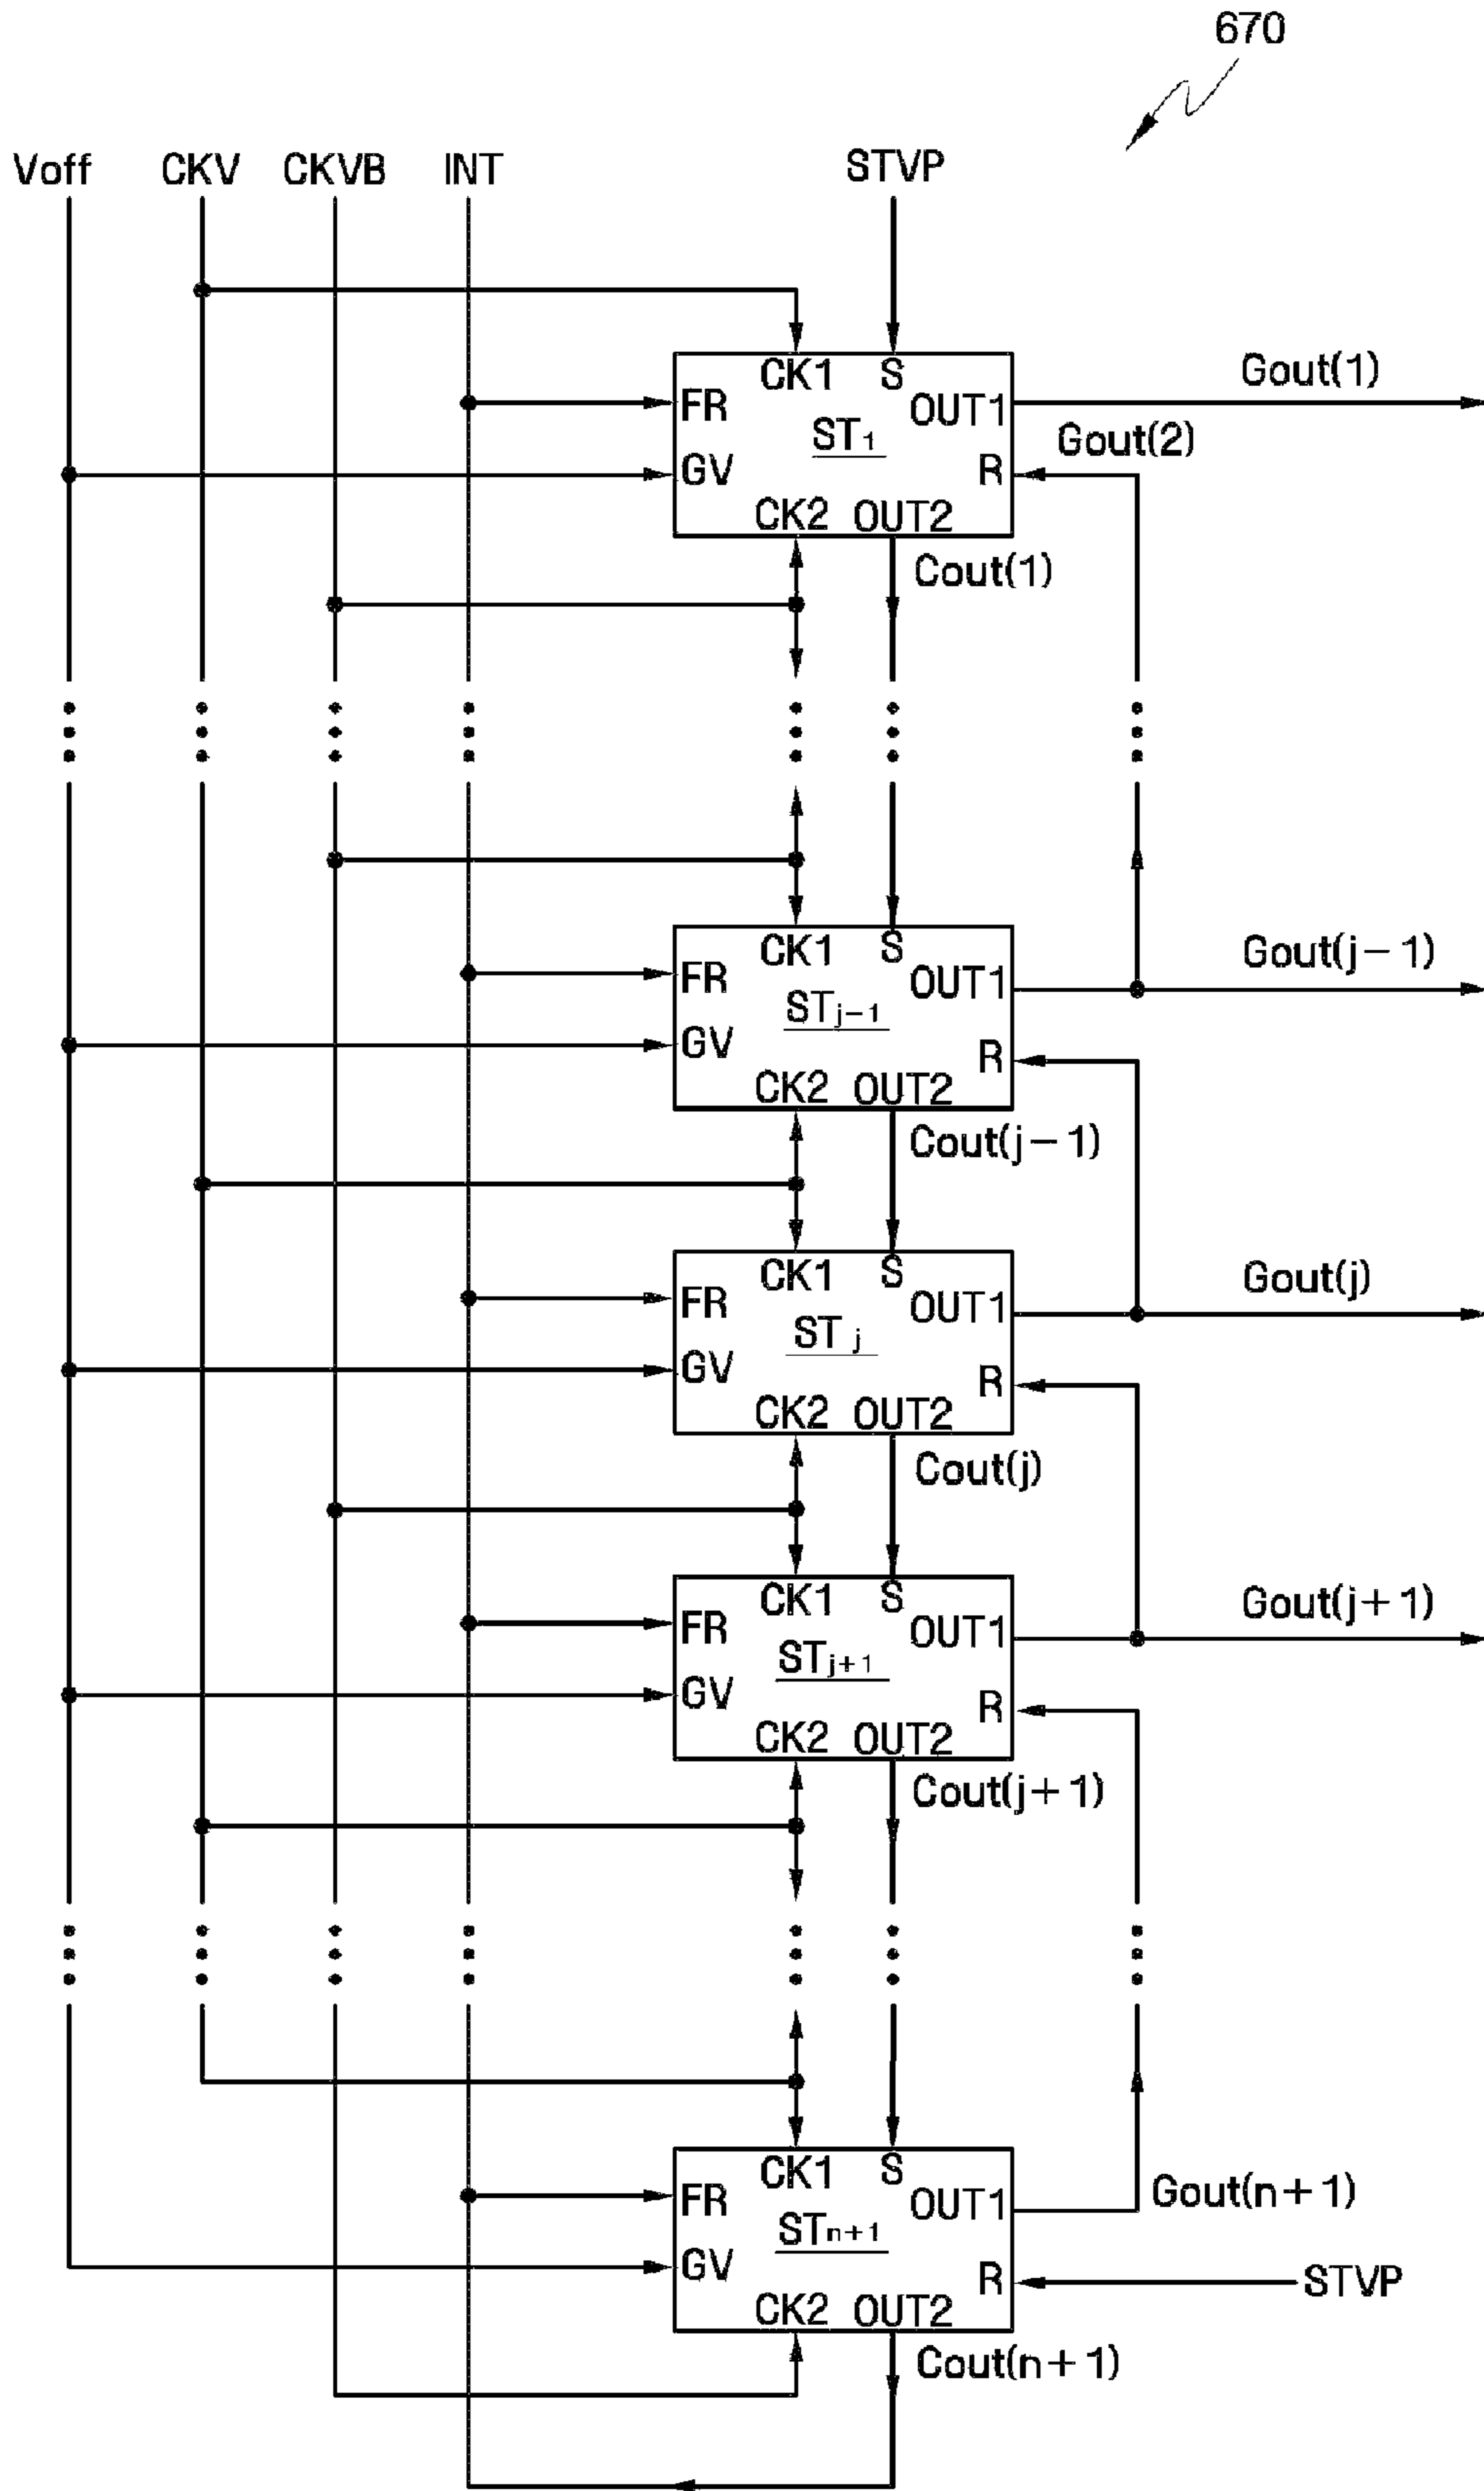 670
Voff CKV CKVB INT STVP
CK1 S
FR OUT1 Gout(1)
ST1 Gout(2)
GV R
CK2 OUT2
Cout(1)
CK1 S
FR OUT1 Gout(j-1)
STj-1
GV R
CK2 OUT2
Cout(j-1)
CK1 S
FR OUT1 Gout(j)
STj
GV R
CK2 OUT2
Cout(j)
CK1 S
FR OUT1 Gout(j+1)
STj+1
GV R
CK2 OUT2
Cout(j+1)
CK1 S
FR OUT1 Gout(n+1)
STn+1
GV R STVP
CK2 OUT2
Cout(n+1)